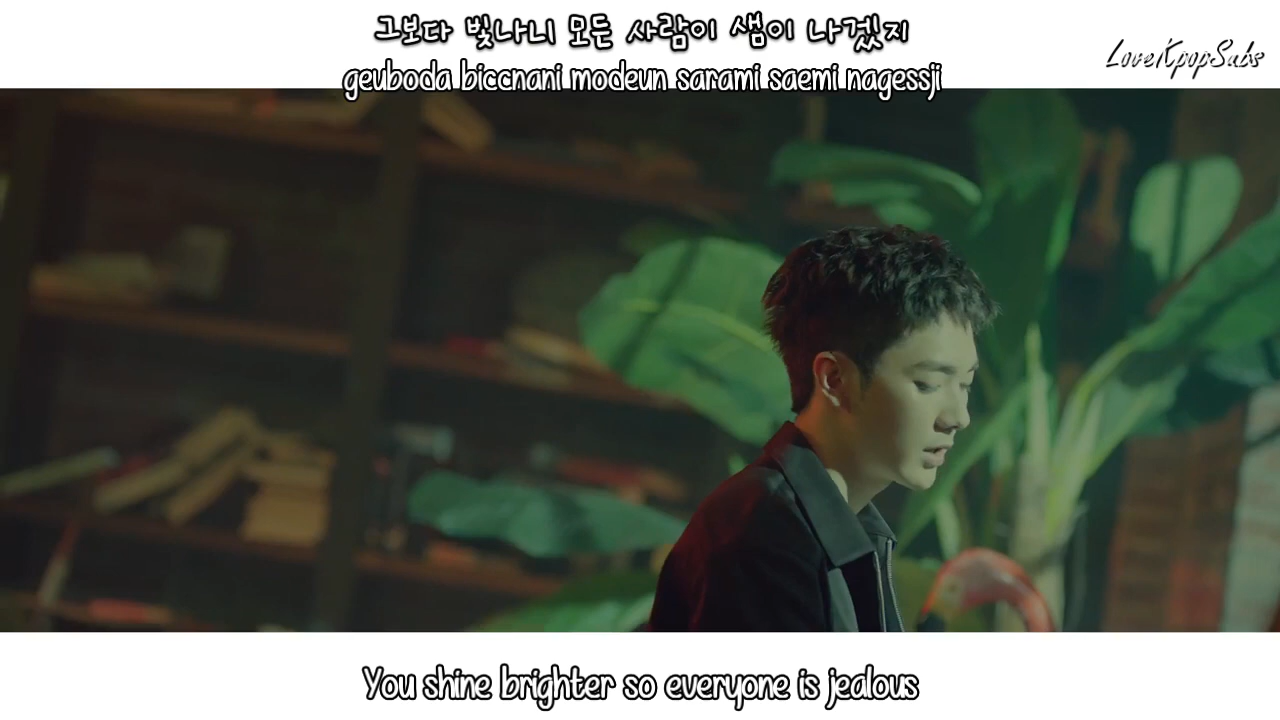 그보다 빛나니 모든 사람이 샘이 나겠지
geuboda biccnani modeun sarami saemi nagessji
LoveKpopSubs
You shine brighter so everyone is jealous